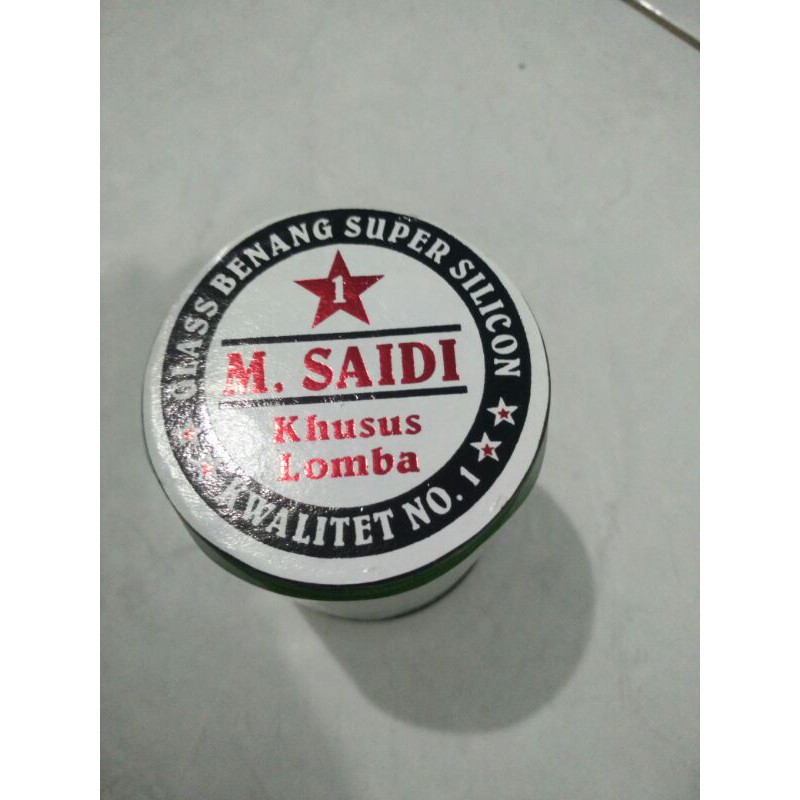 GLASS BENANG SUPER SILICON
1
M. SAIDI
Khusus
Lomba
KWALITET NO. 1